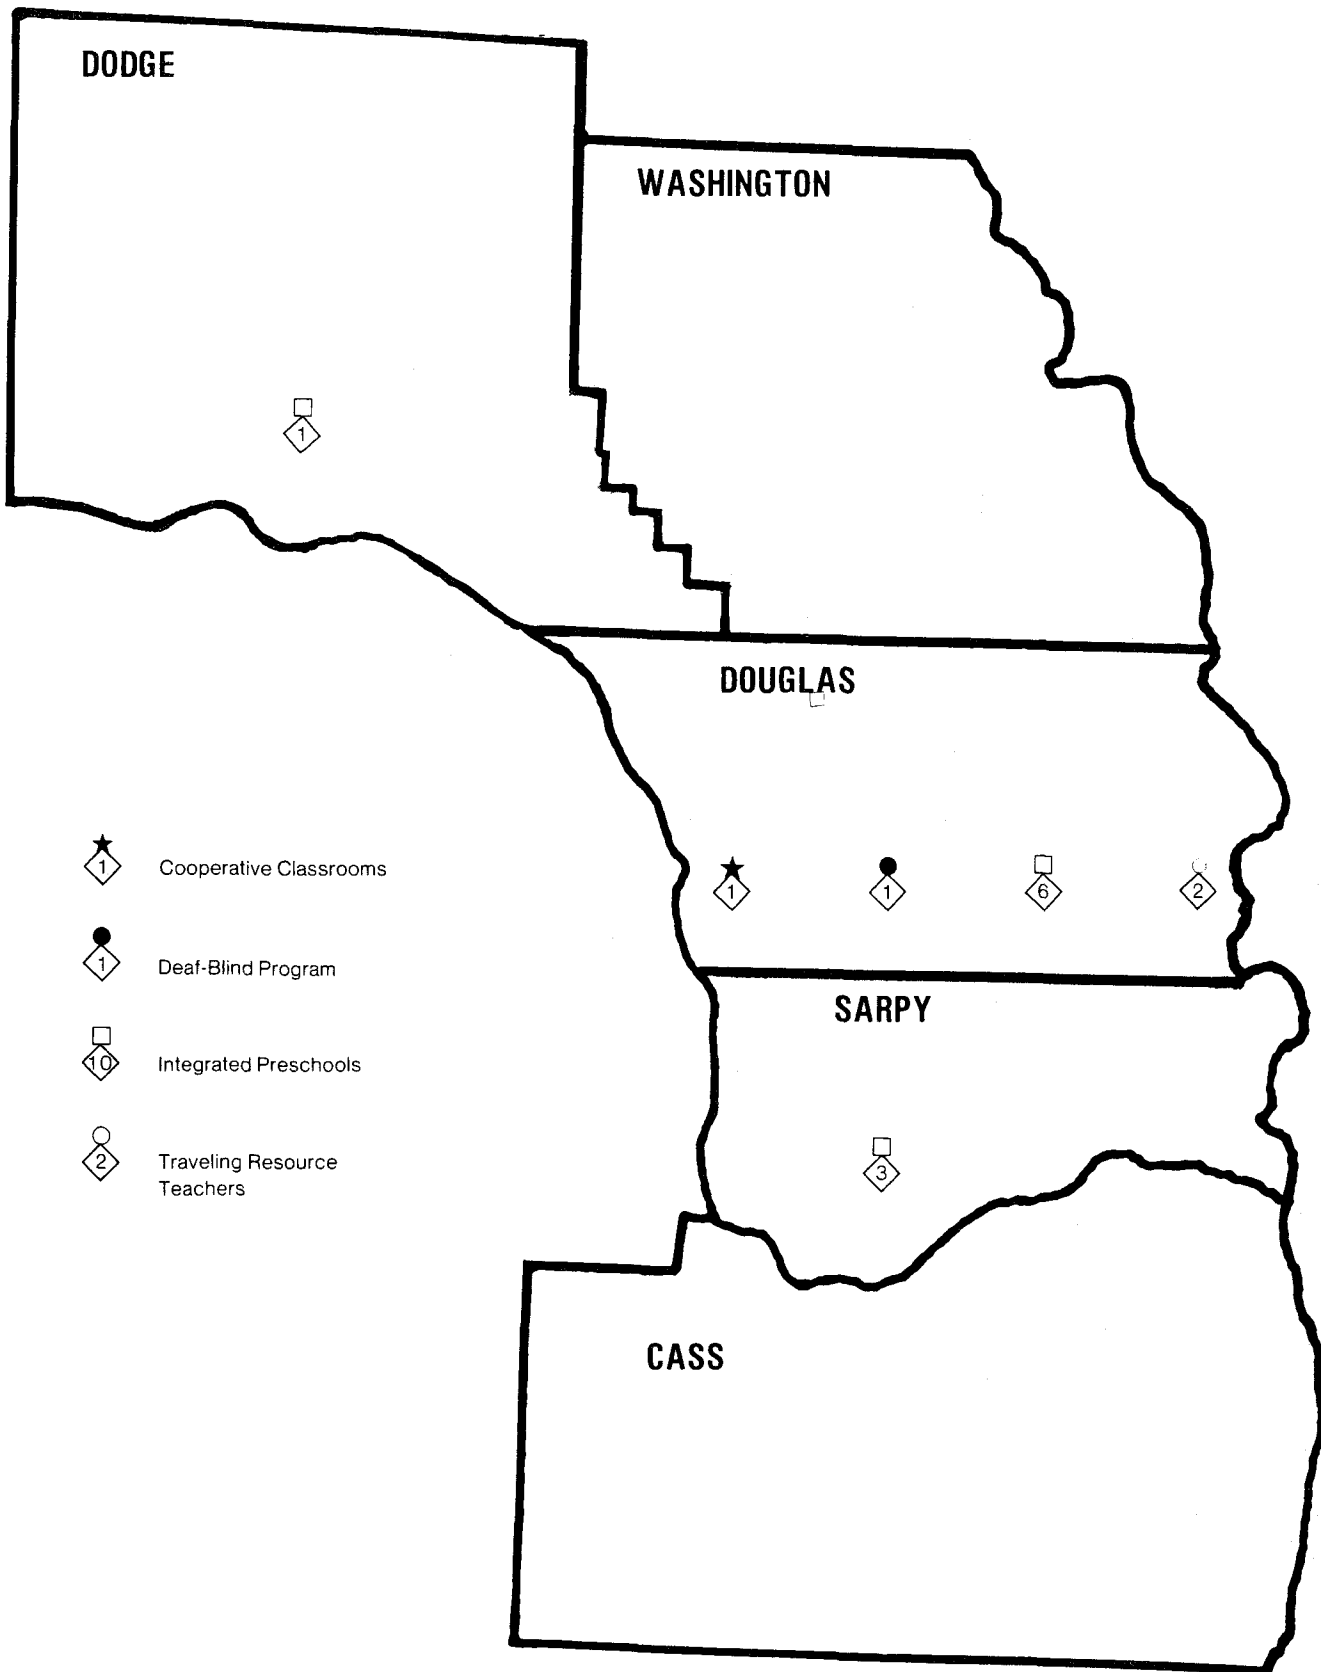 DODGE
WASHINGTON
1
DOUGLAS
1 Cooperative Classrooms
1 1 6 2
1 Deaf-Blind Program
SARPY
10 Integrated Preschools
2 Traveling Resource
Teachers
3
CASS